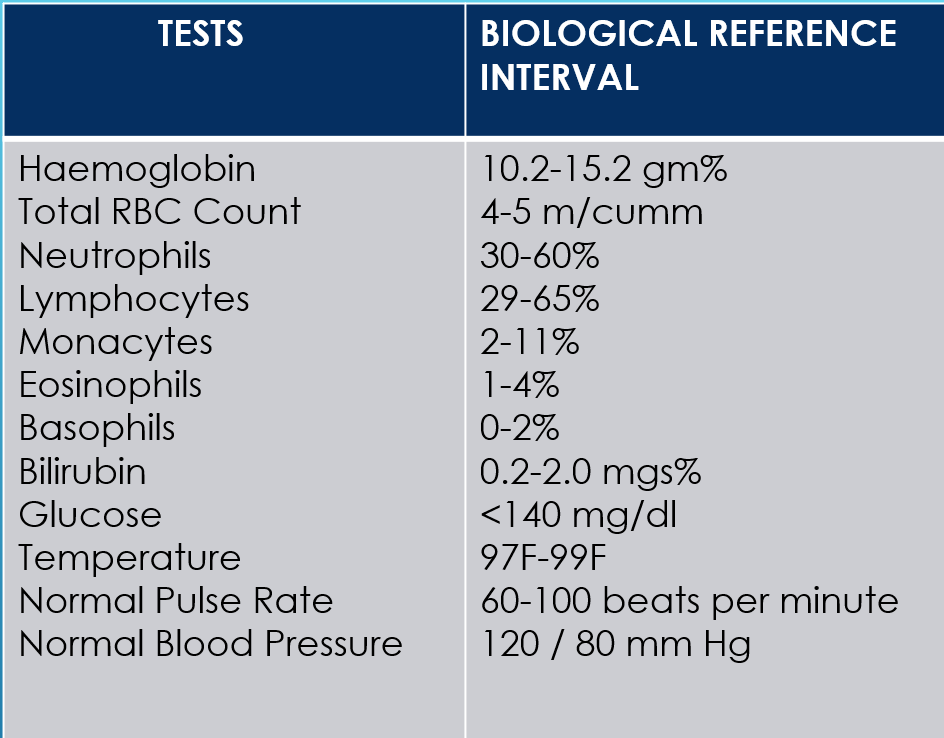 TESTS
BIOLOGICAL REFERENCE
INTERVAL
Haemoglobin 10.2-15.2 gm%
Total RBC Count 4-5 m/cumm
Neutrophils 30-60%
Lymphocytes 29-65%
Monacytes 2-11%
Eosinophils 1-4%
Basophils 0-2%
Bilirubin 0.2-2.0 mgs%
Glucose <140 mg/dl
Temperature 97F-99F
Normal Pulse Rate 60-100 beats per minute
Normal Blood Pressure 120 / 80 mm Hg